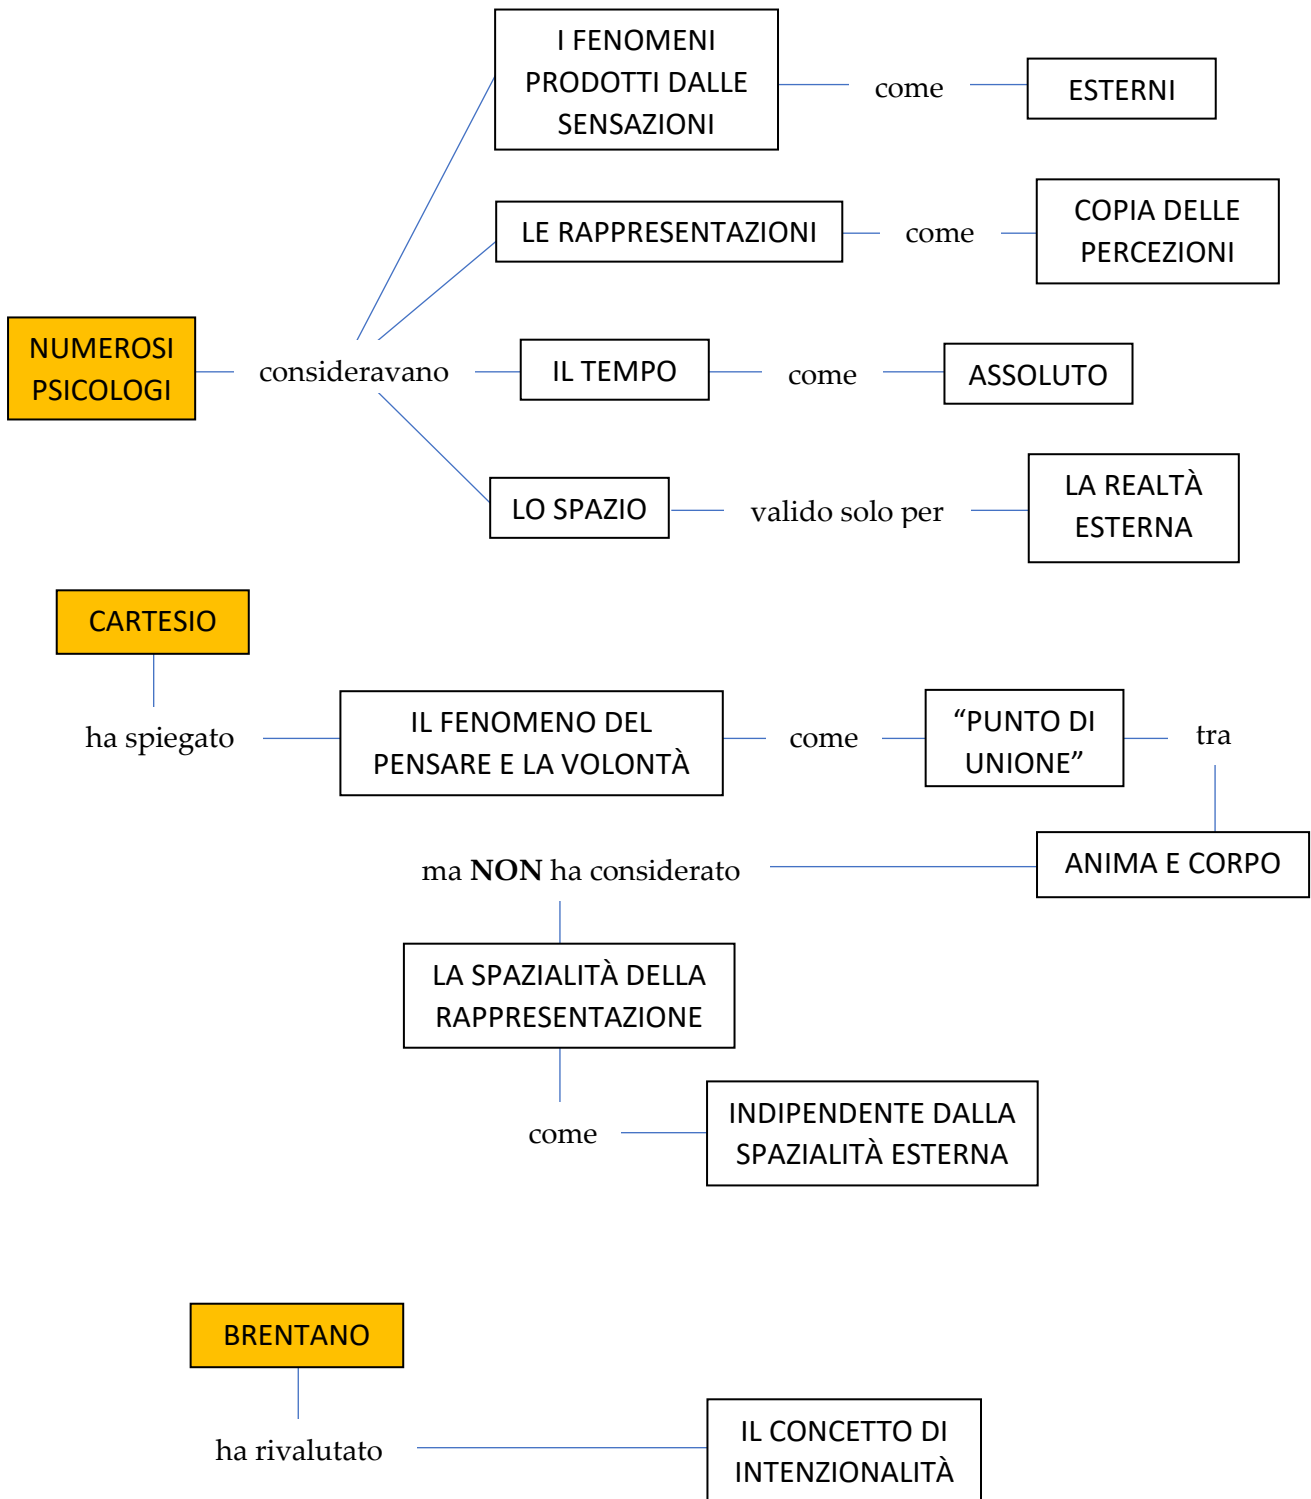 I FENOMENI
PRODOTTI DALLE
SENSAZIONI
come
ESTERNI
LE RAPPRESENTAZIONI
come
COPIA DELLE
PERCEZIONI
NUMEROSI
PSICOLOGI
consideravano
IL TEMPO
come
ASSOLUTO
LO SPAZIO
valido solo per
LA REALTÀ
ESTERNA
CARTESIO
ha spiegato
IL FENOMENO DEL
PENSARE E LA VOLONTÀ
come
“PUNTO DI
UNIONE”
tra
ANIMA E CORPO
ma NON ha considerato
LA SPAZIALITÀ DELLA
RAPPRESENTAZIONE
come
INDIPENDENTE DALLA
SPAZIALITÀ ESTERNA
BRENTANO
ha rivalutato
IL CONCETTO DI
INTENZIONALITÀ